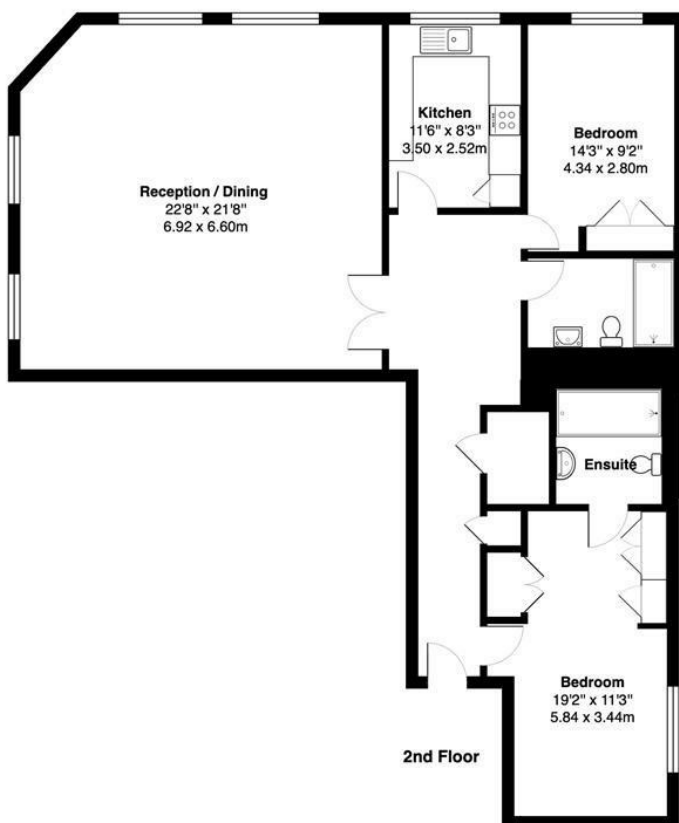 Kitchen
11'6" x 8'3"
3.50 x 2.52m
Bedroom
14'3" x 9'2"
4.34 x 2.80m
Reception / Dining
22'8" x 21'8"
6.92 x 6.60m
Ensuite
Bedroom
19'2" x 11'3"
5.84 x 3.44m
2nd Floor